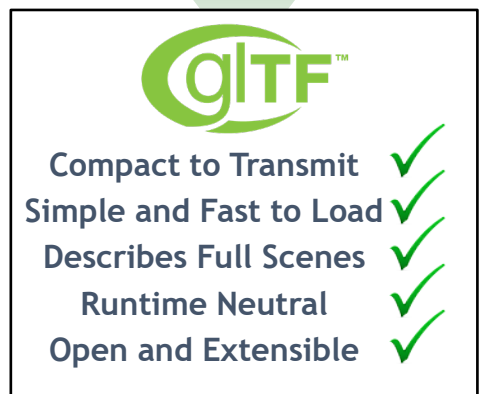 glTF™
Compact to Transmit
Simple and Fast to Load
Describes Full Scenes
Runtime Neutral
Open and Extensible